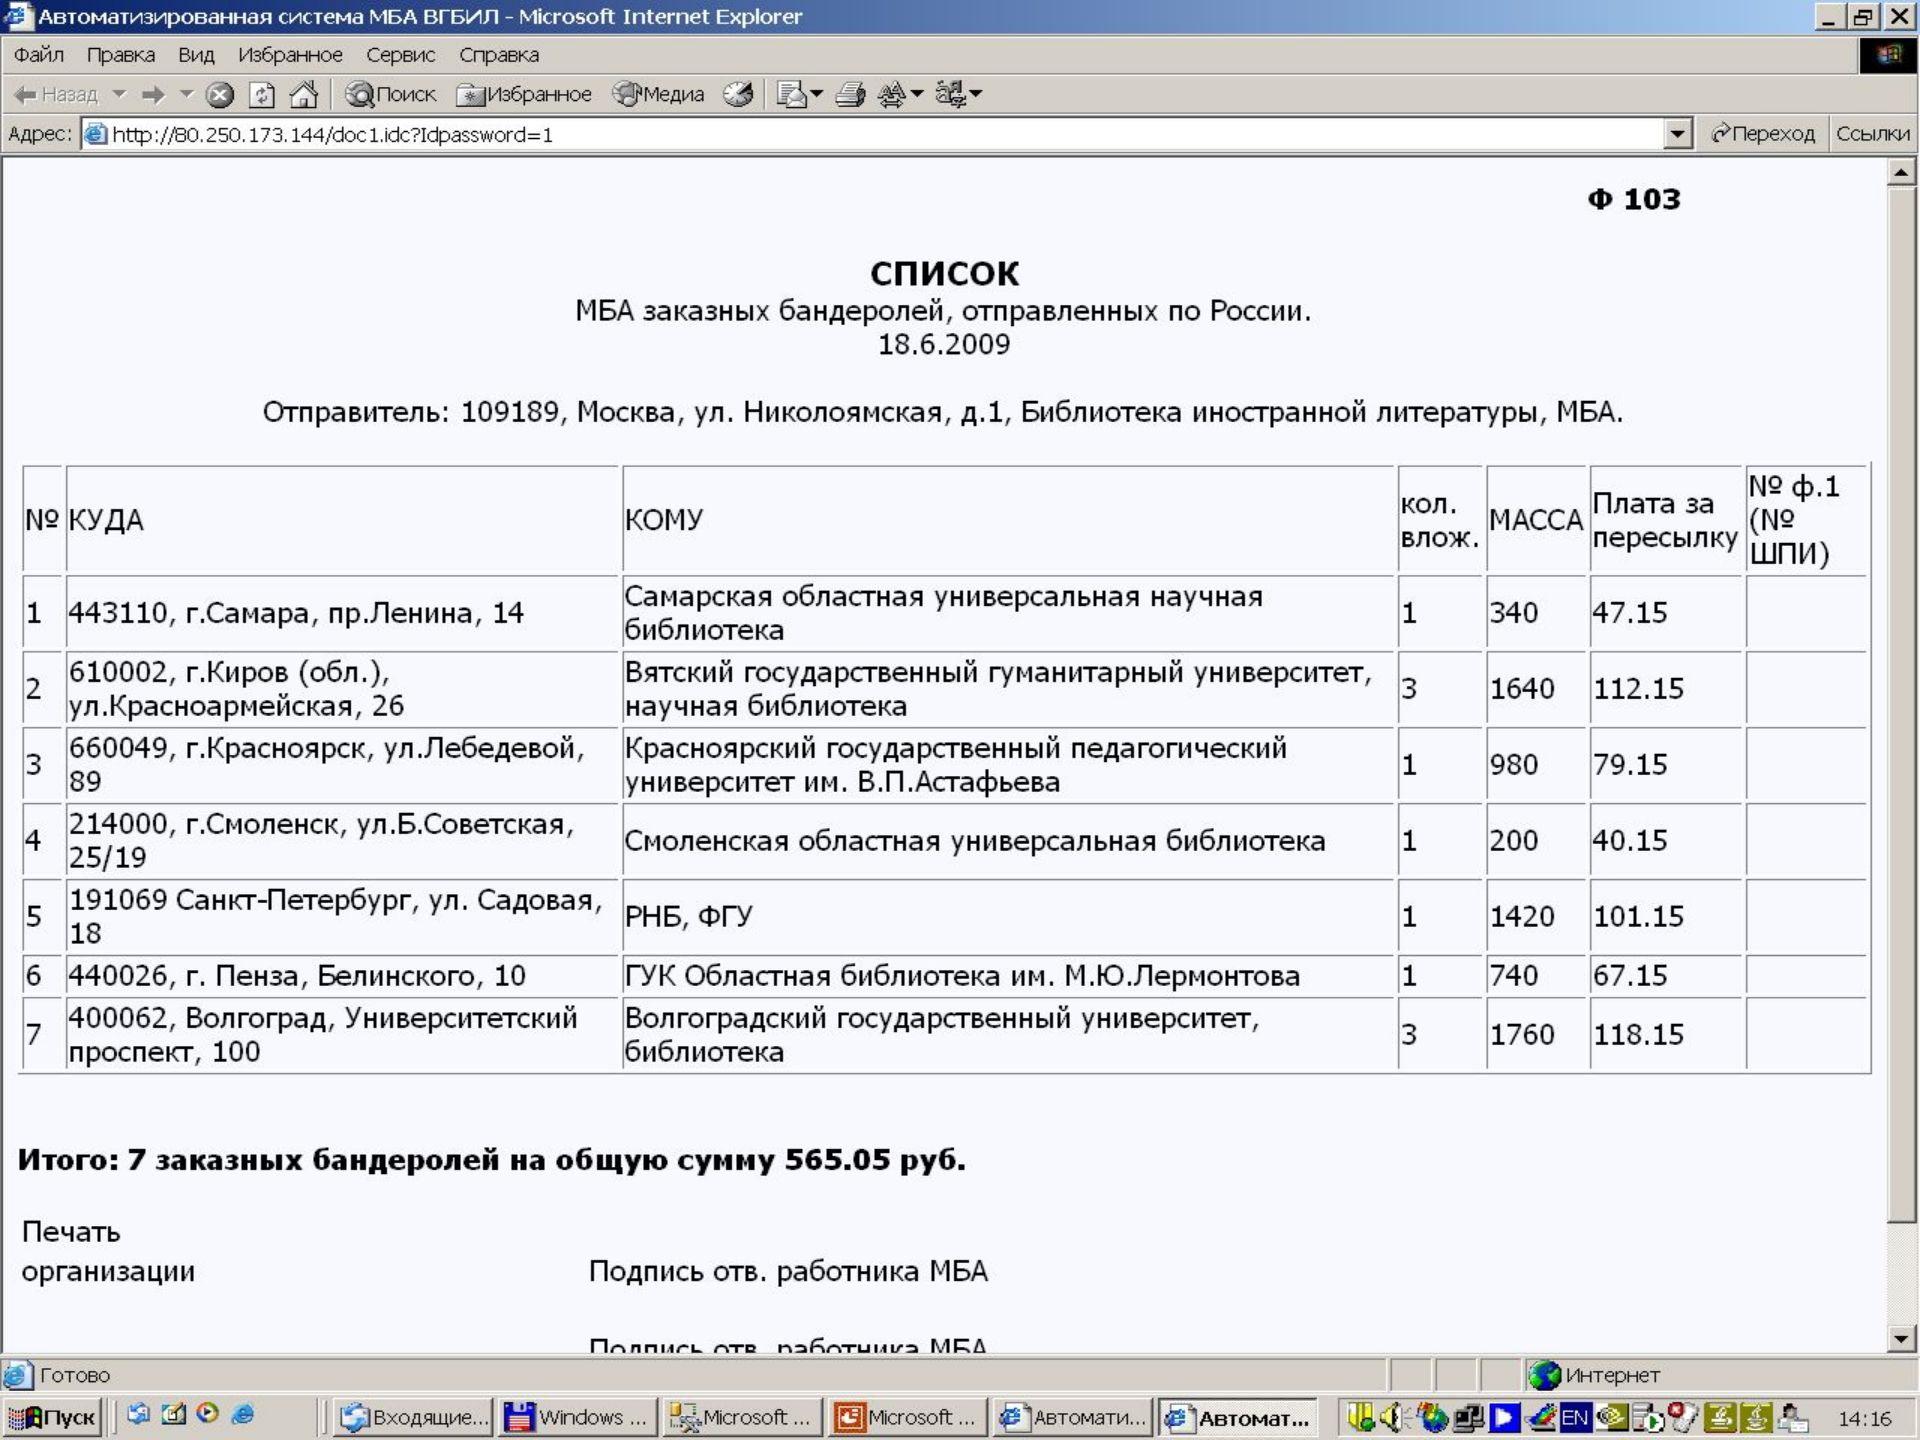 Автоматизированная система МБА ВГБИЛ - Microsoft Internet Explorer
Файл Правка Вид Избранное Сервис Справка
Назад Поиск Избранное Медиа
Адрес: http://80.250.173.144/doc1.idc?Idpassword=1 Переход Ссылки
Ф 103
СПИСОК
МБА заказных бандеролей, отправленных по России.
18.6.2009
Отправитель: 109189, Москва, ул. Николоямская, д.1, Библиотека иностранной литературы, МБА.
№ КУДА КОМУ кол. влож. МАССА Плата за пересылку № ф.1 (№ ШПИ)
1 443110, г.Самара, пр.Ленина, 14 Самарская областная универсальная научная библиотека 1 340 47.15
2 610002, г.Киров (обл.), ул.Красноармейская, 26 Вятский государственный гуманитарный университет, научная библиотека 3 1640 112.15
3 660049, г.Красноярск, ул.Лебедевой, 89 Красноярский государственный педагогический университет им. В.П.Астафьева 1 980 79.15
4 214000, г.Смоленск, ул.Б.Советская, 25/19 Смоленская областная универсальная библиотека 1 200 40.15
5 191069 Санкт-Петербург, ул. Садовая, 18 РНБ, ФГУ 1 1420 101.15
6 440026, г. Пенза, Белинского, 10 ГУК Областная библиотека им. М.Ю.Лермонтова 1 740 67.15
7 400062, Волгоград, Университетский проспект, 100 Волгоградский государственный университет, библиотека 3 1760 118.15
Итого: 7 заказных бандеролей на общую сумму 565.05 руб.
Печать
организации Подпись отв. работника МБА
Подпись отв. работника МБА
Готово Интернет
Пуск Входящие... Windows ... Microsoft ... Microsoft ... Автомати... Автомат... EN 14:16